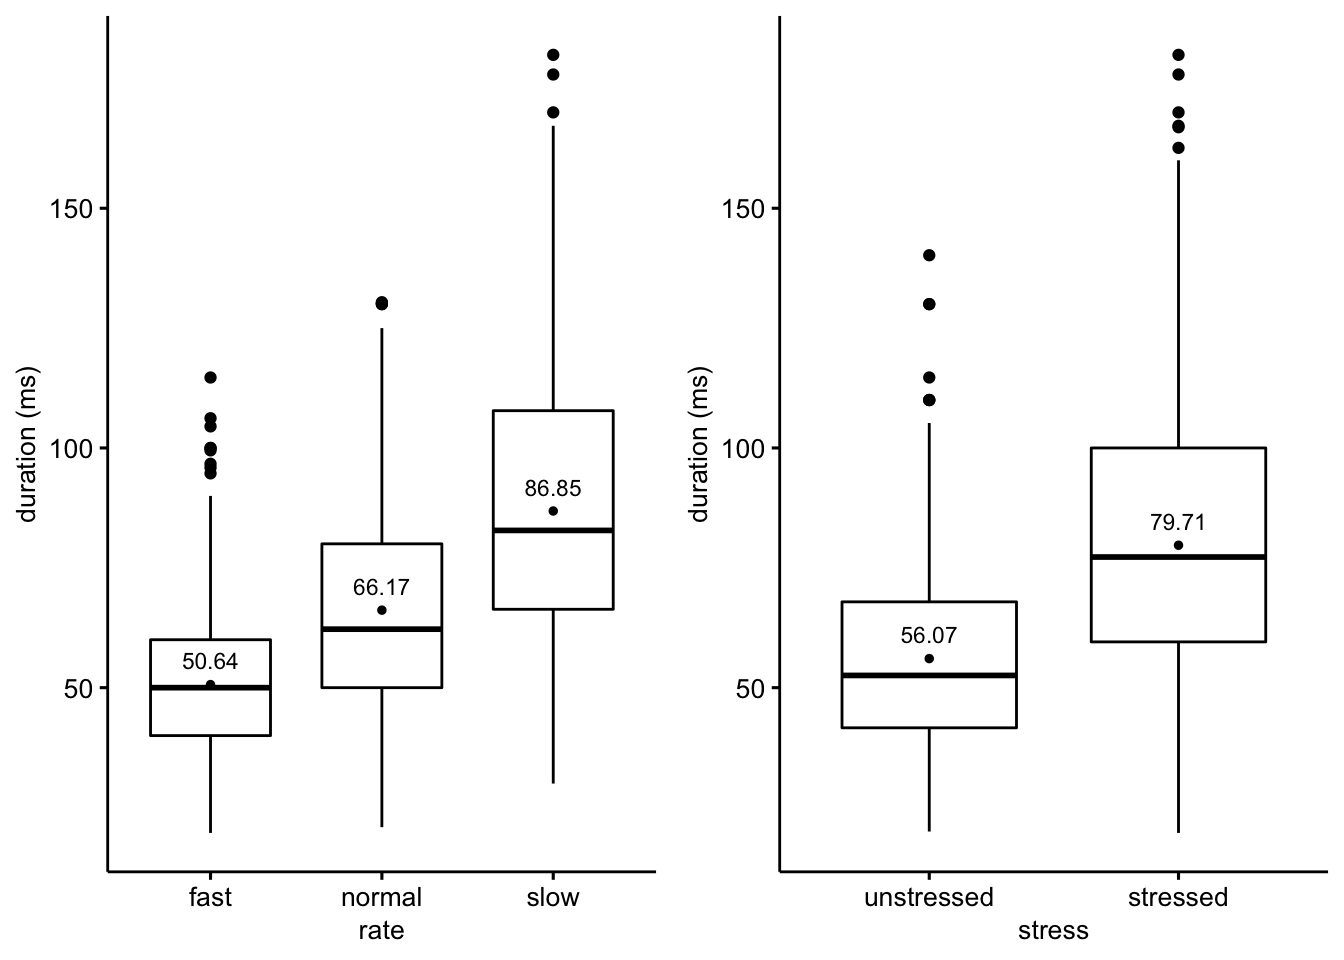 duration (ms)
150
100
50
50.64
66.17
86.85
fast
normal
slow
rate
duration (ms)
150
100
50
56.07
79.71
unstressed
stressed
stress